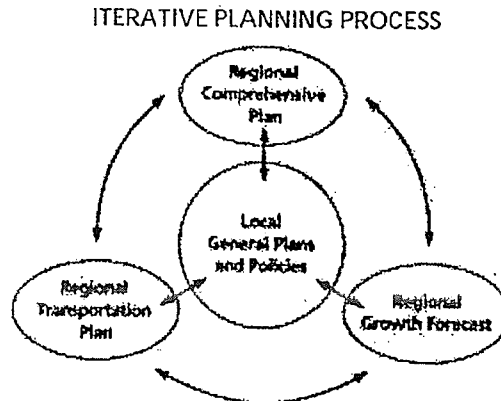 ITERATIVE PLANNING PROCESS
Regional
Comprehensive
Plan
Local
General Plans
and Policies
Regional
Transportation
Plan
Regional
Growth Forecast